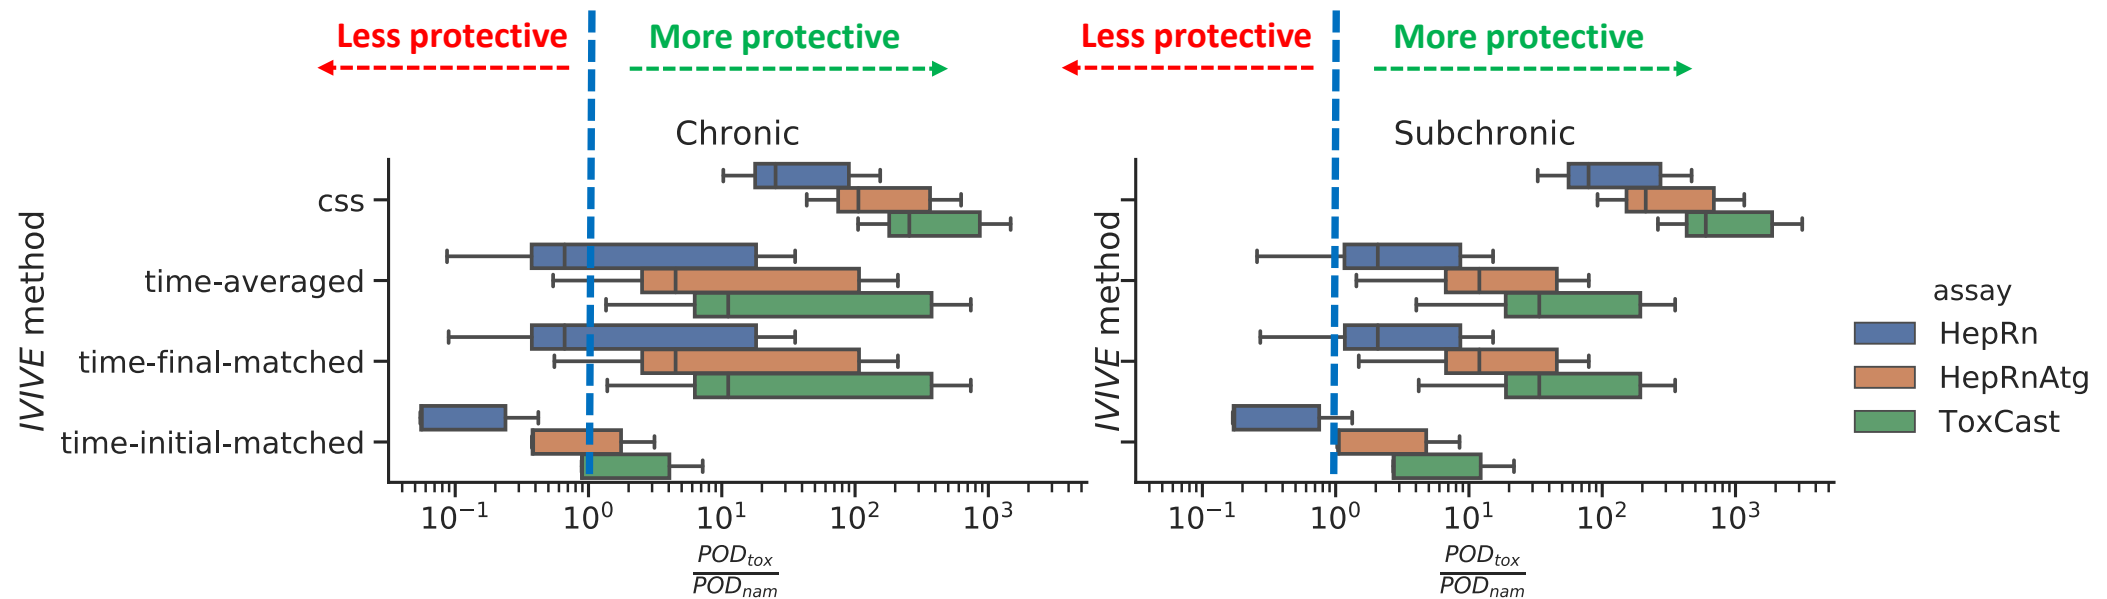 Less protective
More protective
Less protective
More protective
Chronic
Subchronic
IVIVE method
css
time-averaged
time-final-matched
time-initial-matched
10⁻¹ 10⁰ 10¹ 10² 10³
POD_tox
POD_nam
IVIVE method
10⁻¹ 10⁰ 10¹ 10² 10³
POD_tox
POD_nam
assay
HepRn
HepRnAtg
ToxCast